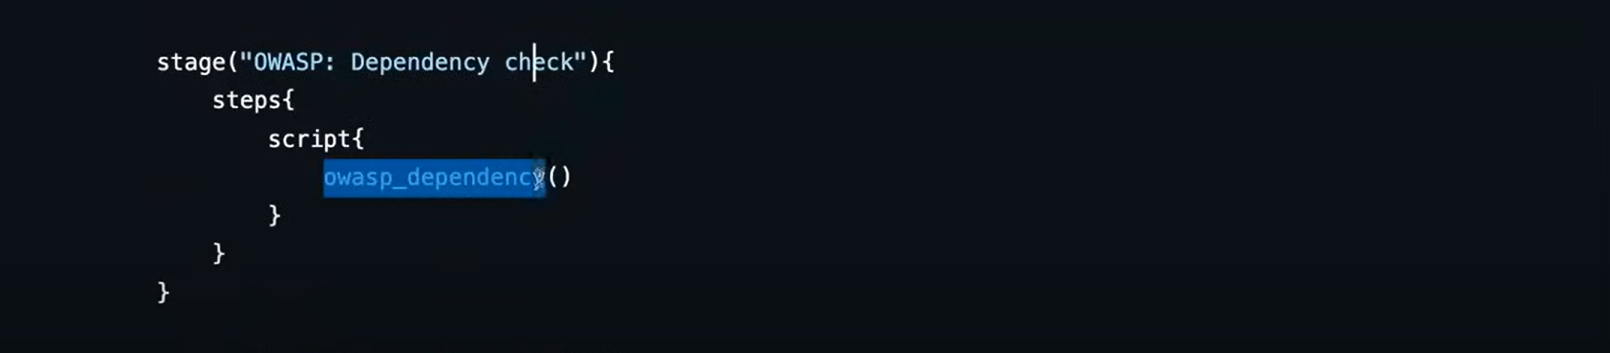 stage("OWASP: Dependency check"){
steps{
script{
owasp_dependency()
}
}
}